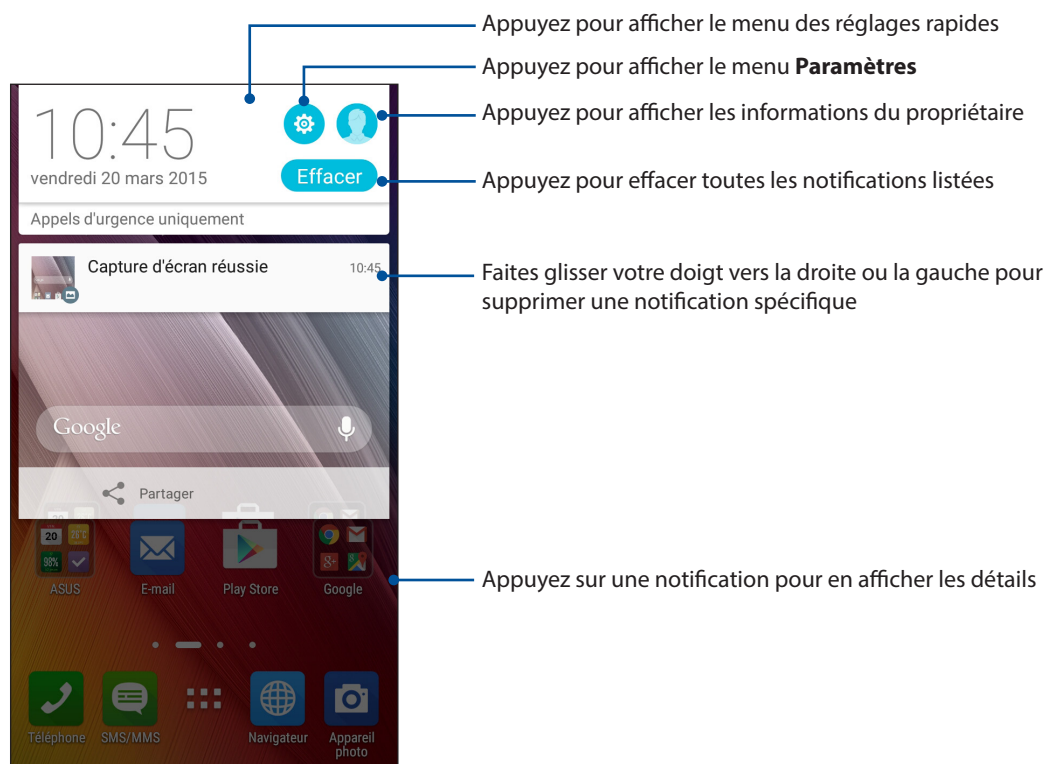 Appuyez pour afficher le menu des réglages rapides
Appuyez pour afficher le menu Paramètres
Appuyez pour afficher les informations du propriétaire
Appuyez pour effacer toutes les notifications listées
Faites glisser votre doigt vers la droite ou la gauche pour
supprimer une notification spécifique
Appuyez sur une notification pour en afficher les détails
10:45
vendredi 20 mars 2015
Effacer
Appels d'urgence uniquement
Capture d'écran réussie
10:45
Google
Partager
20
98%
ASUS
E-mail
Play Store
Google
Téléphone
SMS/MMS
Navigateur
Appareil
photo